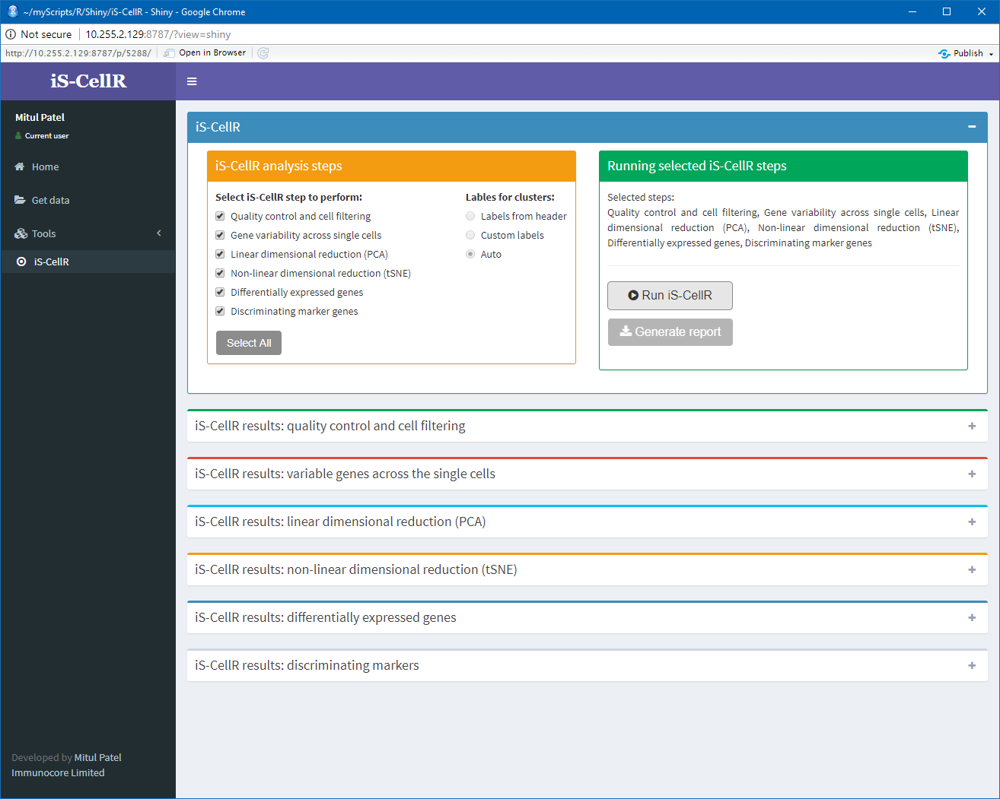 ~/myScripts/R/Shiny/iS-CellR - Shiny - Google Chrome
Not secure | 10.255.2.129:8787/?view=shiny
http://10.255.2.129:8787/p/5288/ Open in Browser Publish
iS-CellR
Mitul Patel
Current user
Home
Get data
Tools
iS-CellR
Developed by Mitul Patel
Immunocore Limited
iS-CellR
iS-CellR analysis steps
Select iS-CellR step to perform:
Quality control and cell filtering
Gene variability across single cells
Linear dimensional reduction (PCA)
Non-linear dimensional reduction (tSNE)
Differentially expressed genes
Discriminating marker genes
Select All
Lables for clusters:
Labels from header
Custom labels
Auto
Running selected iS-CellR steps
Selected steps:
Quality control and cell filtering, Gene variability across single cells, Linear
dimensional reduction (PCA), Non-linear dimensional reduction (tSNE),
Differentially expressed genes, Discriminating marker genes
Run iS-CellR
Generate report
iS-CellR results: quality control and cell filtering
iS-CellR results: variable genes across the single cells
iS-CellR results: linear dimensional reduction (PCA)
iS-CellR results: non-linear dimensional reduction (tSNE)
iS-CellR results: differentially expressed genes
iS-CellR results: discriminating markers